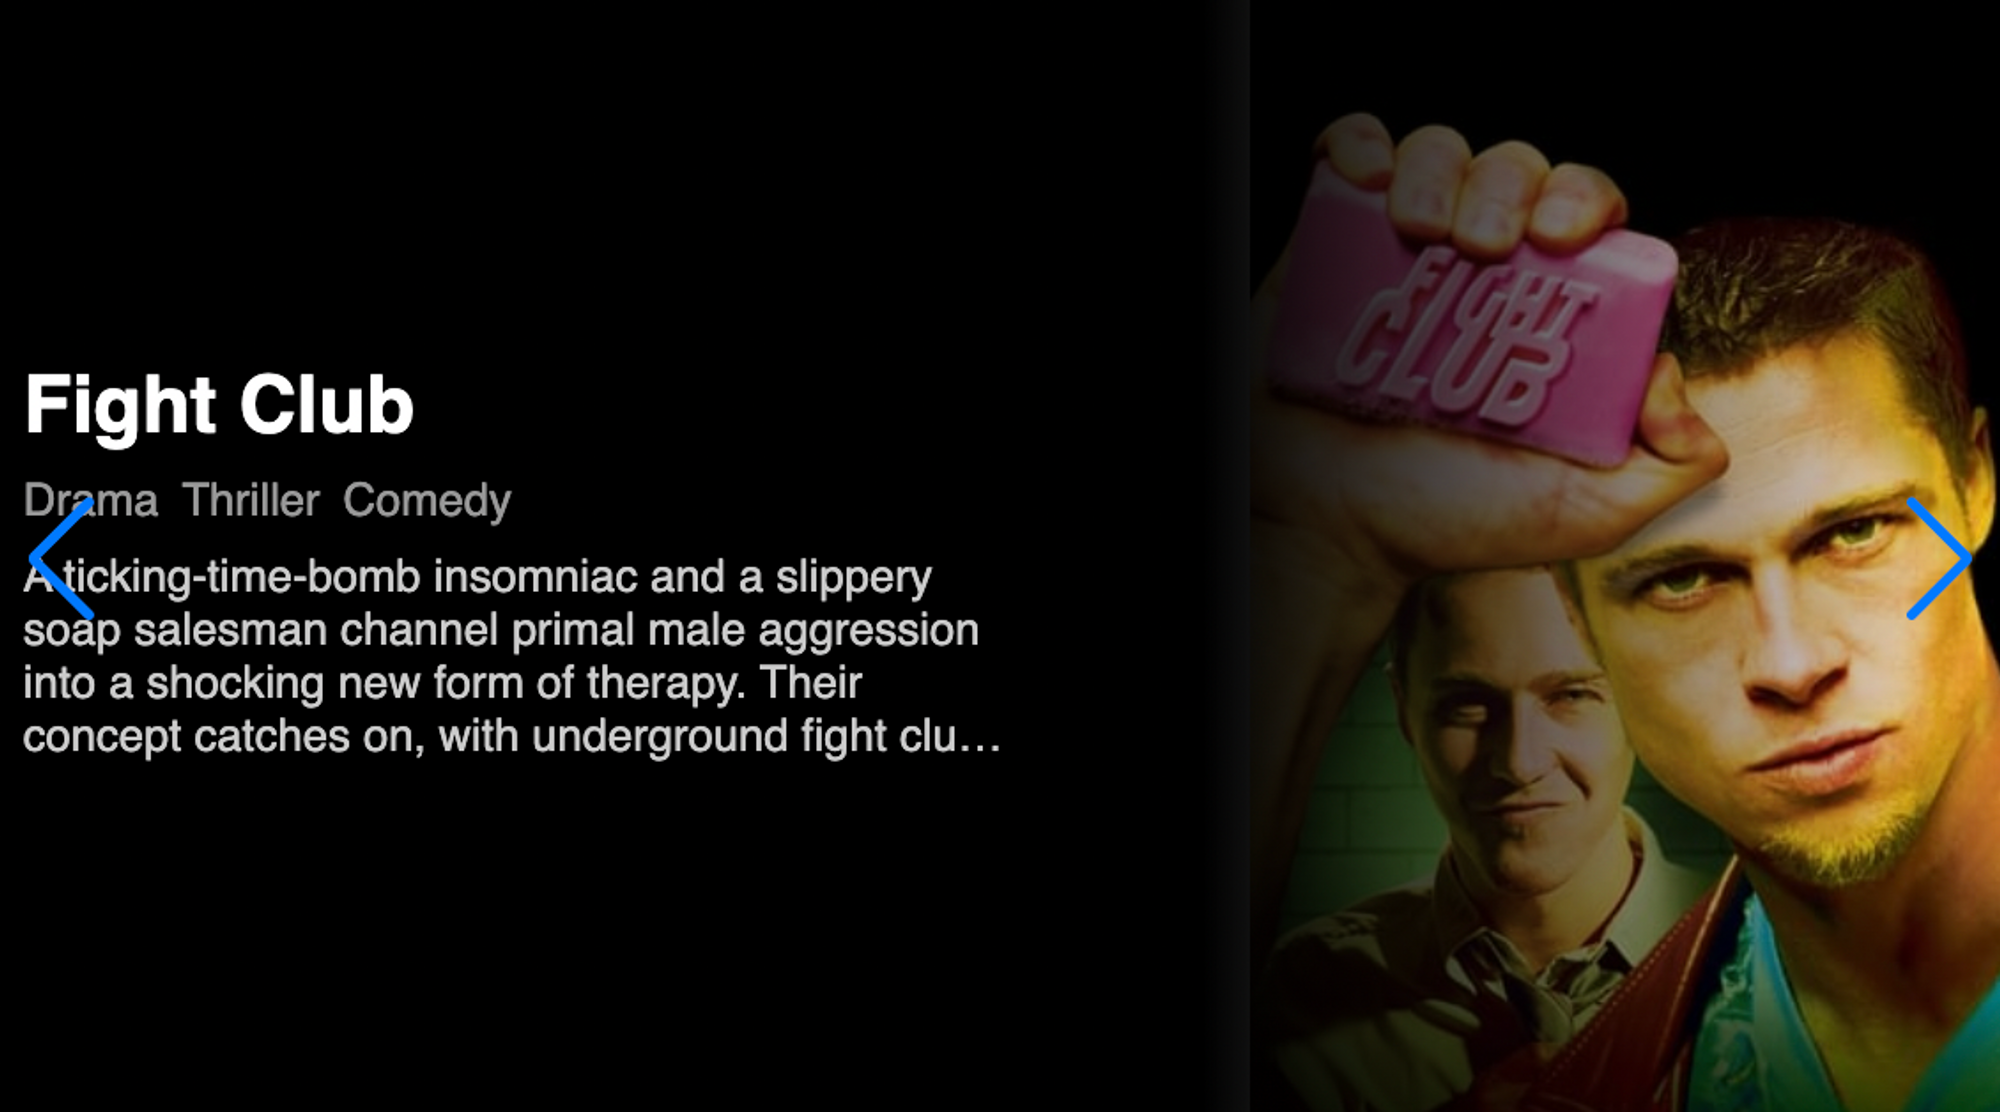 Fight Club
Drama Thriller Comedy
A ticking-time-bomb insomniac and a slippery
soap salesman channel primal male aggression
into a shocking new form of therapy. Their
concept catches on, with underground fight clu…
FIGHT
CLUB